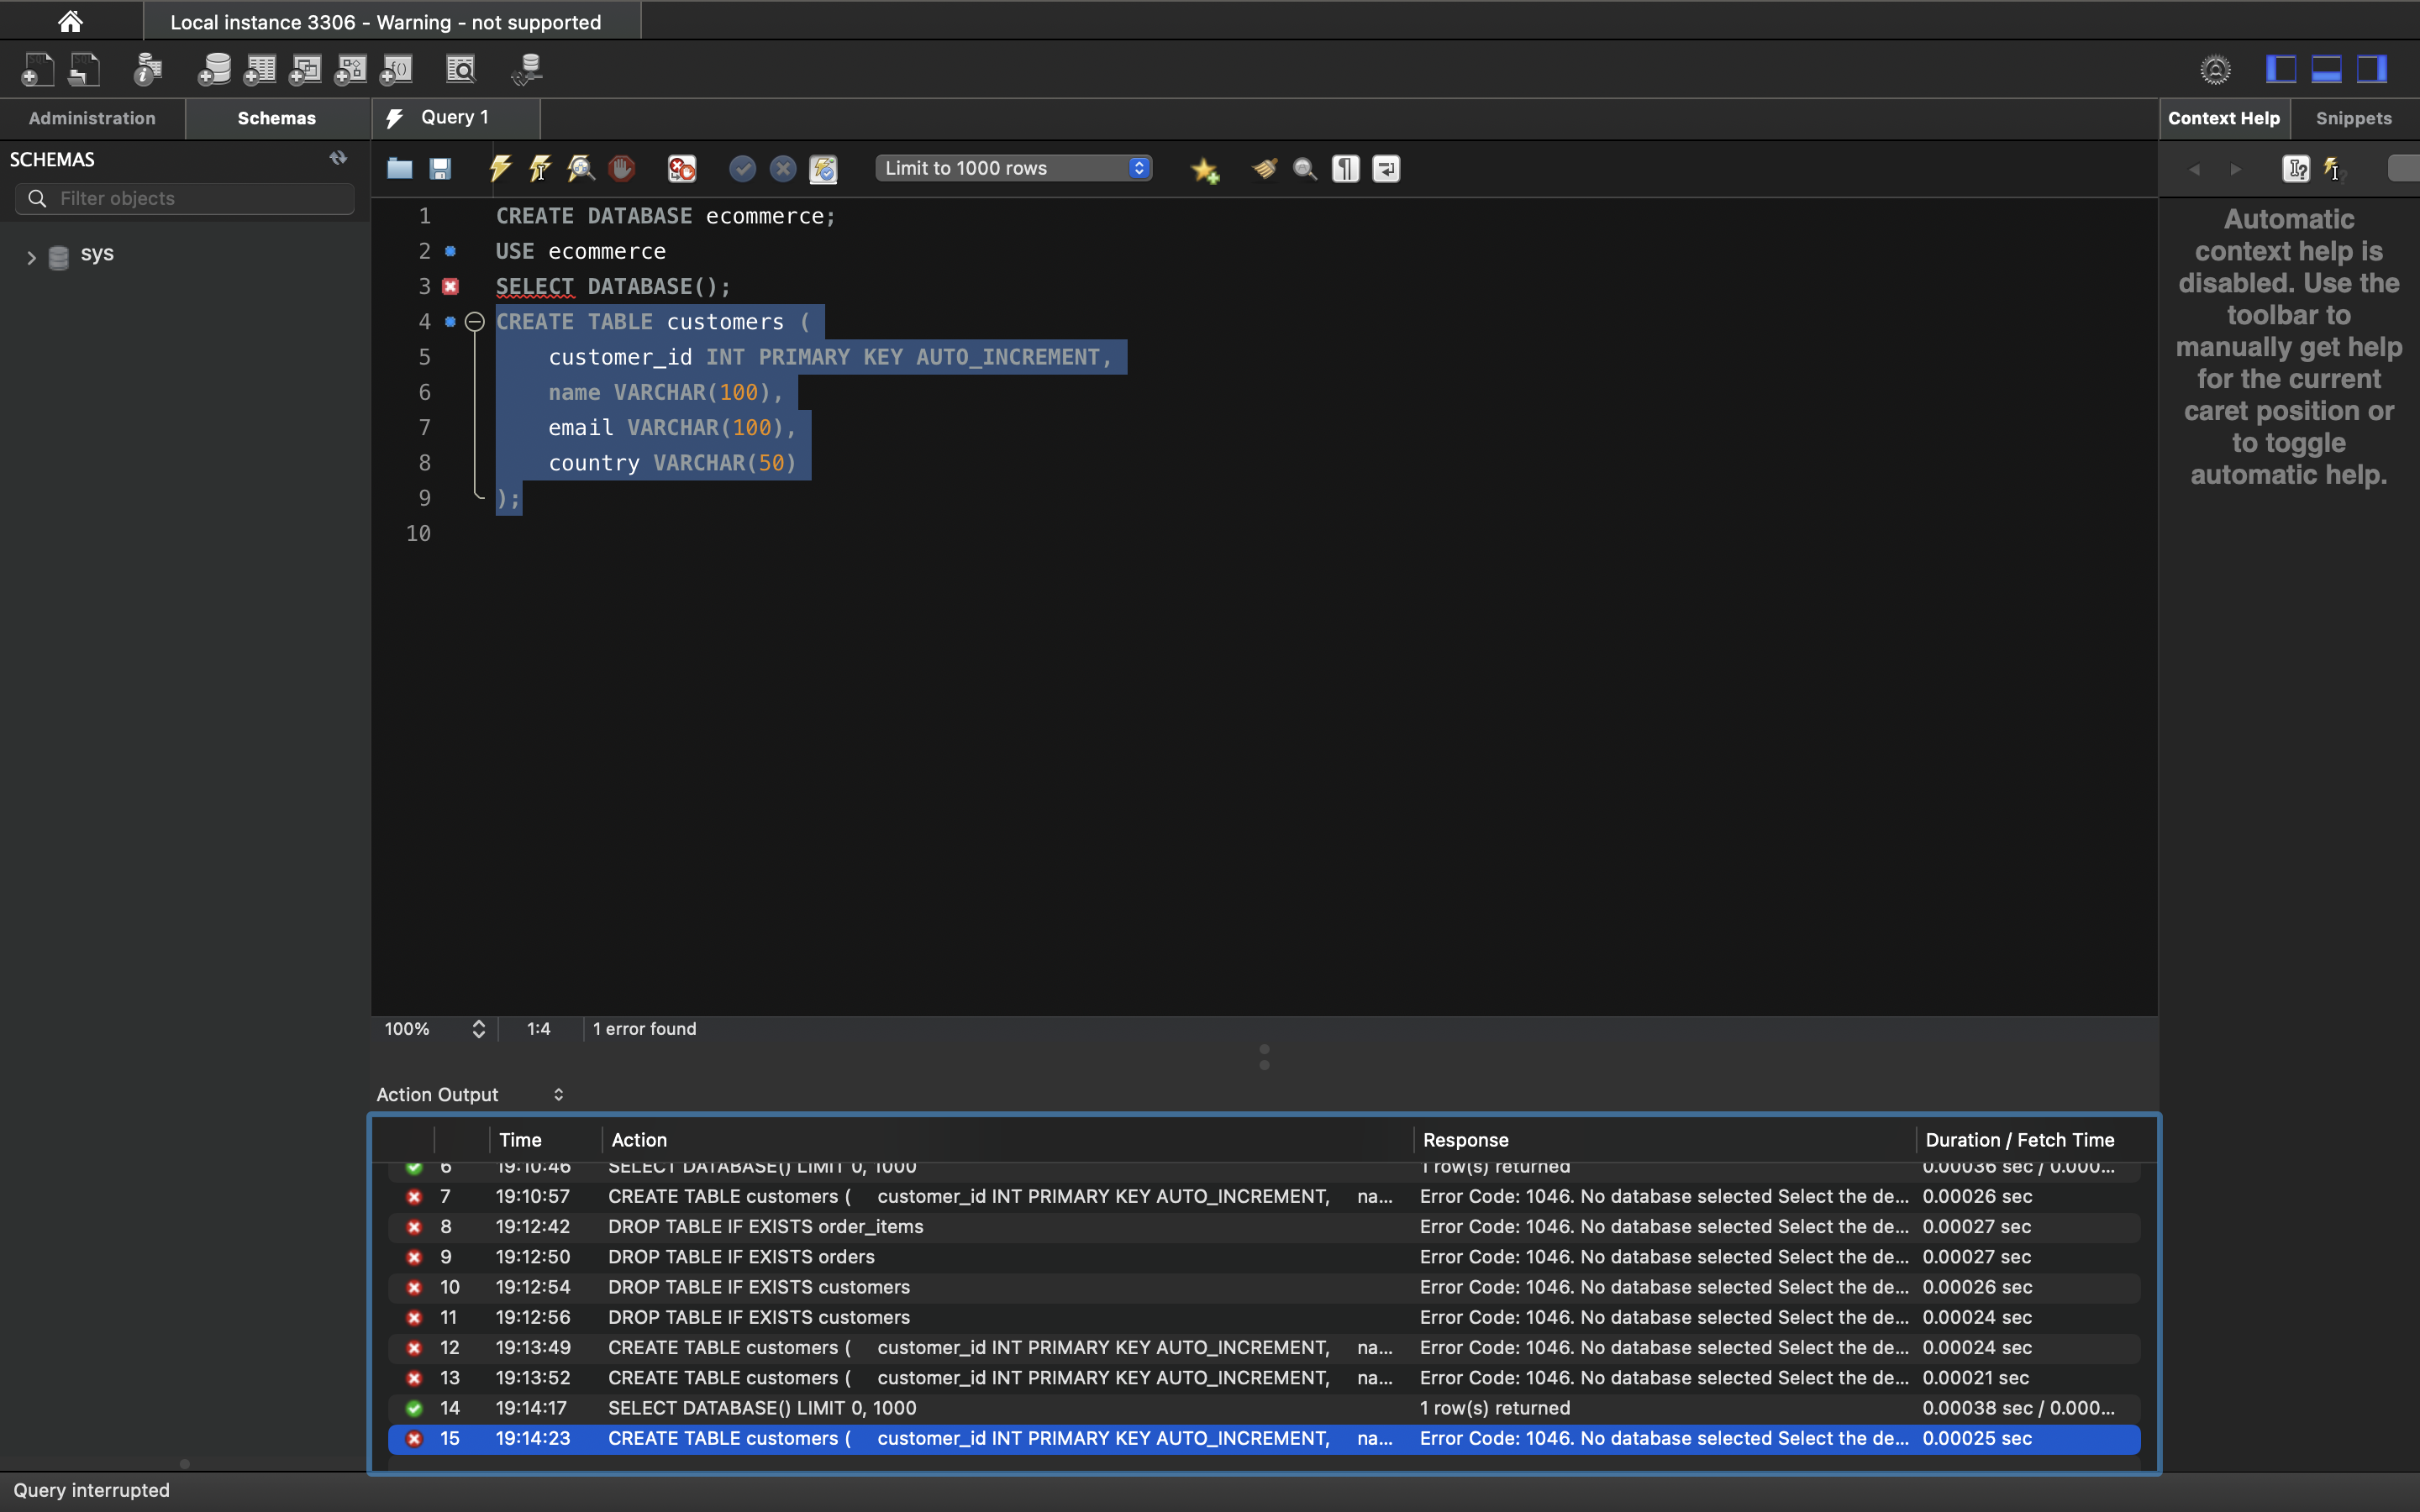 Local instance 3306 - Warning - not supported
Administration
Schemas
Query 1
Context Help
Snippets
SCHEMAS
Filter objects
sys
Limit to 1000 rows
1 CREATE DATABASE ecommerce;
2 USE ecommerce
3 SELECT DATABASE();
4 CREATE TABLE customers (
5 customer_id INT PRIMARY KEY AUTO_INCREMENT,
6 name VARCHAR(100),
7 email VARCHAR(100),
8 country VARCHAR(50)
9 );
10
Automatic
context help is
disabled. Use the
toolbar to
manually get help
for the current
caret position or
to toggle
automatic help.
100% 1:4 1 error found
Action Output
Time Action Response Duration / Fetch Time
6 19:10:46 SELECT DATABASE() LIMIT 0, 1000 1 row(s) returned 0.00036 sec / 0.000...
7 19:10:57 CREATE TABLE customers ( customer_id INT PRIMARY KEY AUTO_INCREMENT, na... Error Code: 1046. No database selected Select the de... 0.00026 sec
8 19:12:42 DROP TABLE IF EXISTS order_items Error Code: 1046. No database selected Select the de... 0.00027 sec
9 19:12:50 DROP TABLE IF EXISTS orders Error Code: 1046. No database selected Select the de... 0.00027 sec
10 19:12:54 DROP TABLE IF EXISTS customers Error Code: 1046. No database selected Select the de... 0.00026 sec
11 19:12:56 DROP TABLE IF EXISTS customers Error Code: 1046. No database selected Select the de... 0.00024 sec
12 19:13:49 CREATE TABLE customers ( customer_id INT PRIMARY KEY AUTO_INCREMENT, na... Error Code: 1046. No database selected Select the de... 0.00024 sec
13 19:13:52 CREATE TABLE customers ( customer_id INT PRIMARY KEY AUTO_INCREMENT, na... Error Code: 1046. No database selected Select the de... 0.00021 sec
14 19:14:17 SELECT DATABASE() LIMIT 0, 1000 1 row(s) returned 0.00038 sec / 0.000...
15 19:14:23 CREATE TABLE customers ( customer_id INT PRIMARY KEY AUTO_INCREMENT, na... Error Code: 1046. No database selected Select the de... 0.00025 sec
Query interrupted